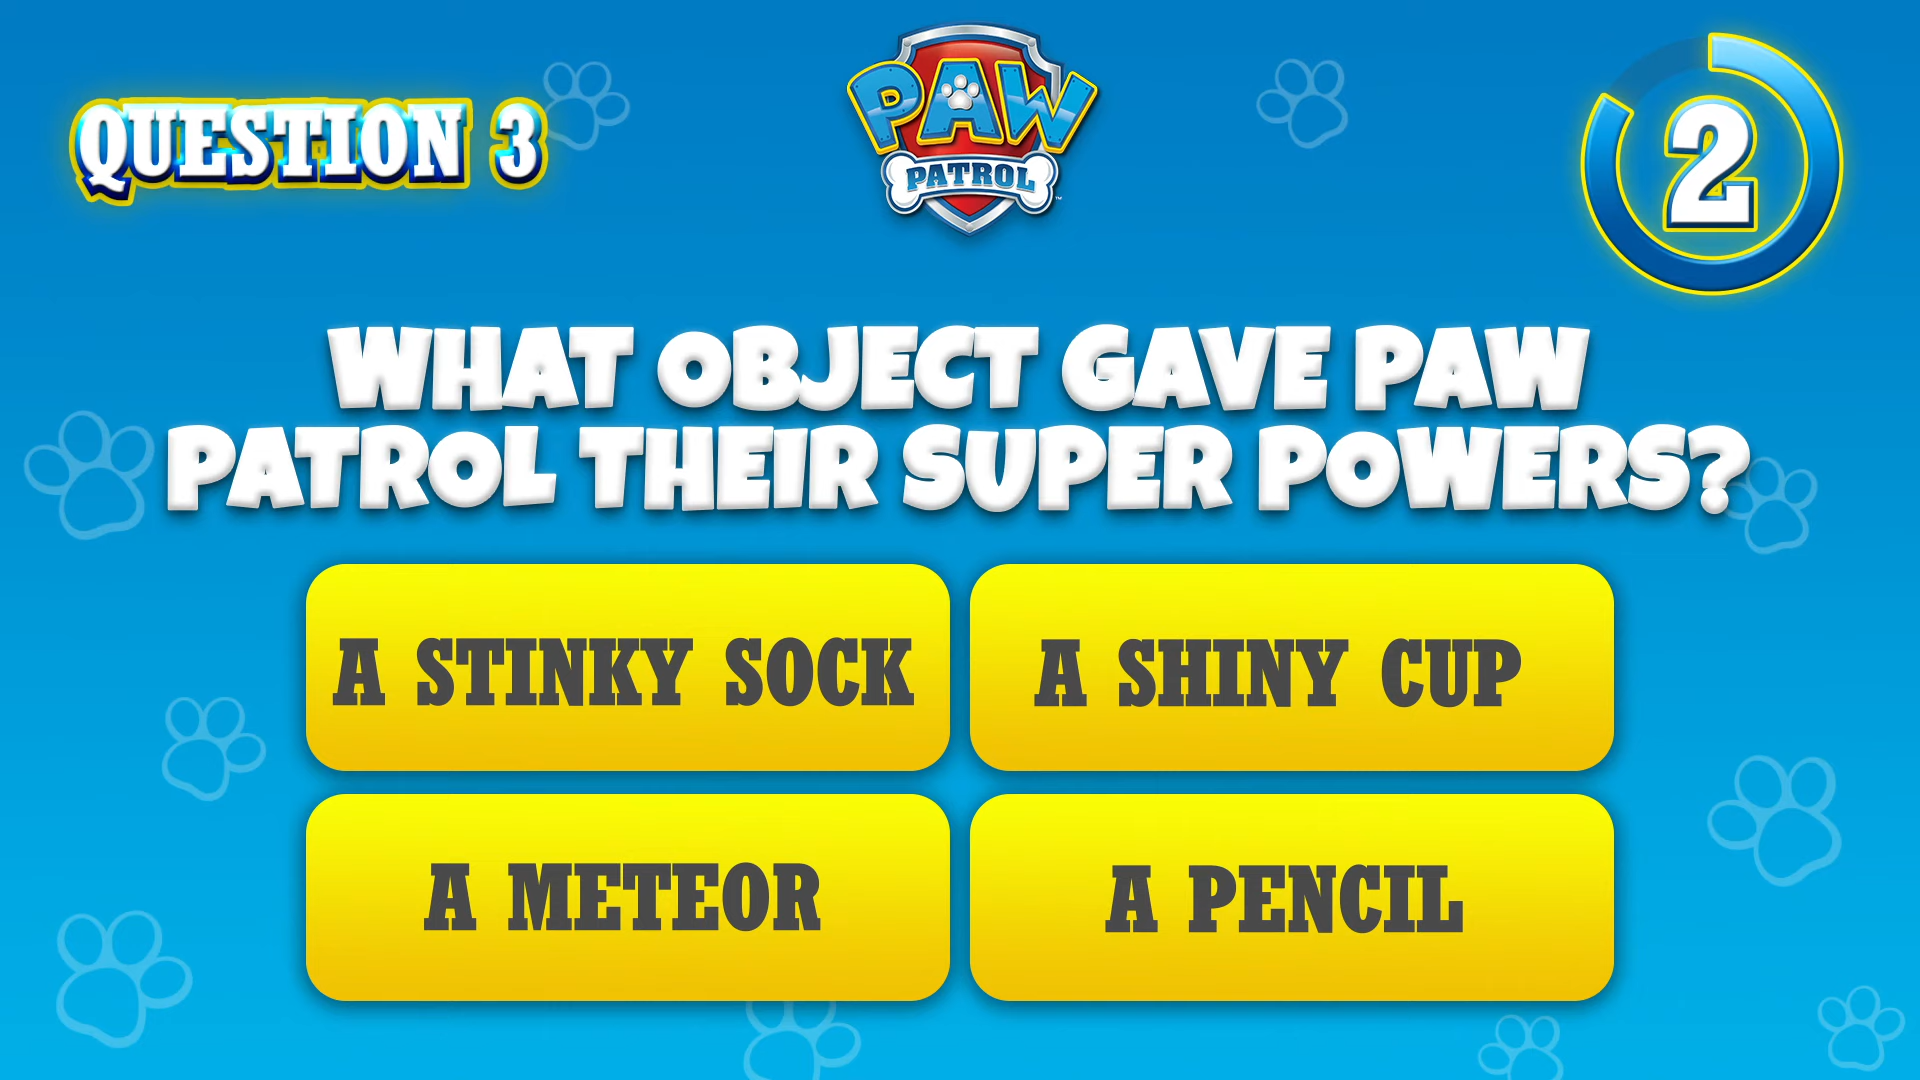 PAW
PATROL
QUESTION 3
2
WHAT OBJECT GAVE PAW
PATROL THEIR SUPER POWERS?
A STINKY SOCK
A SHINY CUP
A METEOR
A PENCIL